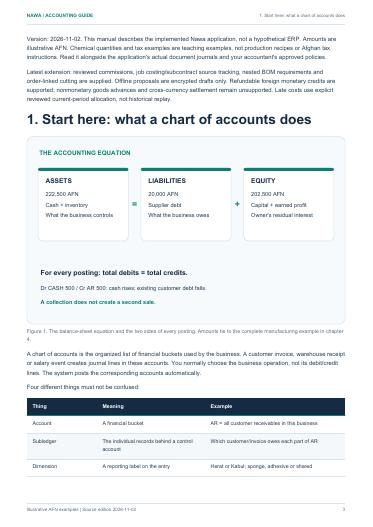 NAWA | ACCOUNTING GUIDE
1. Start here: what a chart of accounts does
Version: 2026-11-02. This manual describes the implemented Nawa application, not a hypothetical ERP. Amounts are
illustrative AFN. Chemical quantities and tax examples are teaching examples, not production recipes or Afghan tax
instructions. Read it alongside the application's actual document journals and your accountant's approved policies.
Latest extension: reviewed commissions, job costing/subcontract source tracking, nested BOM requirements and
order-linked cutting are supplied. Offline proposals are encrypted drafts only. Refundable foreign monetary credits are
supported; nonmonetary goods advances and cross-currency settlement remain unsupported. Late costs use explicit
reviewed current-period allocation, not historical replay.
1. Start here: what a chart of accounts does
THE ACCOUNTING EQUATION
ASSETS
222,500 AFN
Cash + inventory
What the business controls
=
LIABILITIES
20,000 AFN
Supplier debt
What the business owes
+
EQUITY
202,500 AFN
Capital + earned profit
Owner's residual interest
For every posting: total debits = total credits.
Dr CASH 500 / Cr AR 500: cash rises; existing customer debt falls.
A collection does not create a second sale.
Figure 1. The balance-sheet equation and the two sides of every posting. Amounts tie to the complete manufacturing example in chapter
4.
A chart of accounts is the organized list of financial buckets used by the business. A customer invoice, warehouse receipt
or salary event creates journal lines in these accounts. You normally choose the business operation, not its debit/credit
lines. The system posts the corresponding accounts automatically.
Four different things must not be confused:
Thing Meaning Example
Account A financial bucket AR = all customer receivables in this business
Subledger The individual records behind a control account Which customer/invoice owes each part of AR
Dimension A reporting label on the entry Herat or Kabul; sponge, adhesive or shared
Illustrative AFN examples | Source edition 2026-11-02
3